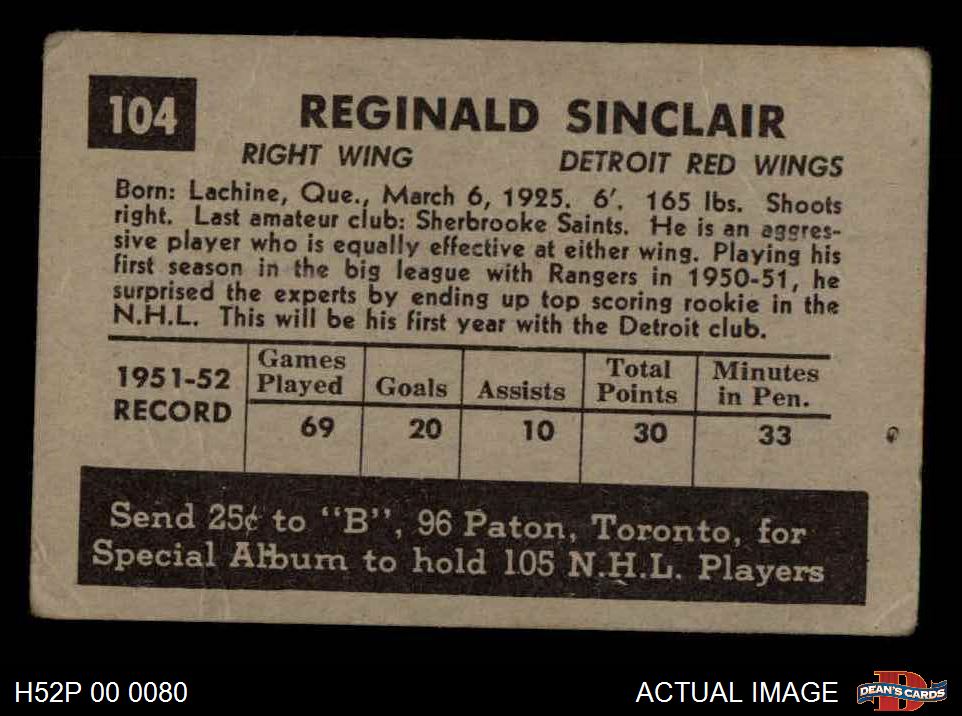 104
REGINALD SINCLAIR
RIGHT WING DETROIT RED WINGS
Born: Lachine, Que., March 6, 1925. 6'. 165 lbs. Shoots
right. Last amateur club: Sherbrooke Saints. He is an aggres-
sive player who is equally effective at either wing. Playing his
first season in the big league with Rangers in 1950-51, he
surprised the experts by ending up top scoring rookie in the
N.H.L. This will be his first year with the Detroit club.
1951-52 RECORD
Games Played Goals Assists Total Points Minutes in Pen.
69 20 10 30 33
Send 25¢ to "B", 96 Paton, Toronto, for
Special Album to hold 105 N.H.L. Players
H52P 00 0080 ACTUAL IMAGE DEAN'S CARDS